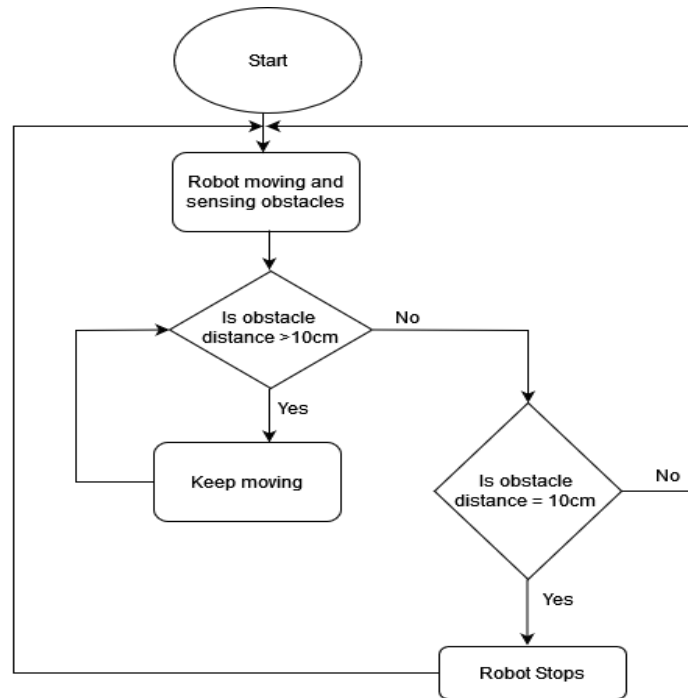 Start
Robot moving and
sensing obstacles
Is obstacle
distance >10cm
No
Yes
Keep moving
Is obstacle
distance = 10cm
No
Yes
Robot Stops